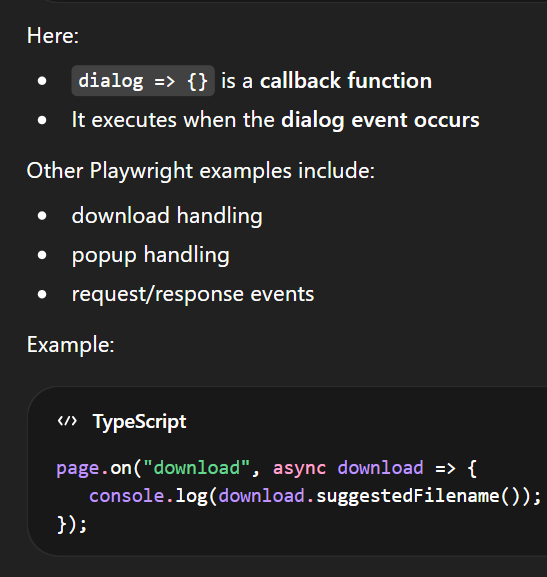 Here:
• dialog => {} is a callback function
• It executes when the dialog event occurs
Other Playwright examples include:
• download handling
• popup handling
• request/response events
Example:
</> TypeScript
page.on("download", async download => {
   console.log(download.suggestedFilename());
});